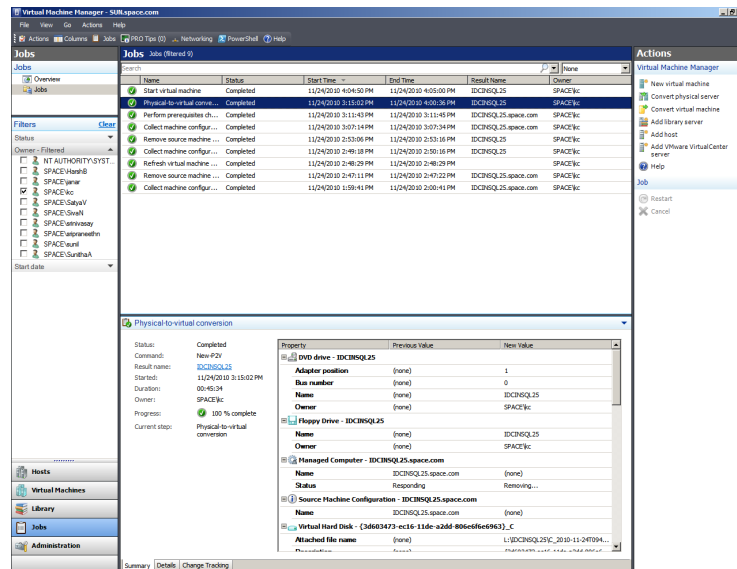 Virtual Machine Manager - SUN.space.com
File View Go Actions Help
Actions Columns Jobs PRO Tips (0) Networking PowerShell Help
Jobs
Jobs
Overview
Jobs
Filters Clear
Status
Owner - Filtered
NT AUTHORITY\SYST...
SPACE\HarshB
SPACE\janar
SPACE\kc
SPACE\SatyaV
SPACE\SivaN
SPACE\srinivasay
SPACE\sripraneethn
SPACE\sunil
SPACE\SunithaA
Start date
Hosts
Virtual Machines
Library
Jobs
Administration
Jobs Jobs (filtered 9)
Search None
Name Status Start Time End Time Result Name Owner
Start virtual machine Completed 11/24/2010 4:04:50 PM 11/24/2010 4:05:00 PM IDCINSQL25 SPACE\kc
Physical-to-virtual conve... Completed 11/24/2010 3:15:02 PM 11/24/2010 4:00:36 PM IDCINSQL25 SPACE\kc
Perform prerequisites ch... Completed 11/24/2010 3:11:43 PM 11/24/2010 3:11:45 PM IDCINSQL25.space.com SPACE\kc
Collect machine configur... Completed 11/24/2010 3:07:14 PM 11/24/2010 3:07:34 PM IDCINSQL25.space.com SPACE\kc
Remove source machine ... Completed 11/24/2010 2:53:06 PM 11/24/2010 2:53:16 PM IDCINSQL25 SPACE\kc
Collect machine configur... Completed 11/24/2010 2:49:18 PM 11/24/2010 2:50:16 PM IDCINSQL25 SPACE\kc
Refresh virtual machine ... Completed 11/24/2010 2:48:29 PM 11/24/2010 2:48:29 PM SPACE\kc
Remove source machine ... Completed 11/24/2010 2:47:11 PM 11/24/2010 2:47:22 PM IDCINSQL25.space.com SPACE\kc
Collect machine configur... Completed 11/24/2010 1:59:41 PM 11/24/2010 2:00:41 PM IDCINSQL25.space.com SPACE\kc
Physical-to-virtual conversion
Status: Completed
Command: New-P2V
Result name: IDCINSQL25
Started: 11/24/2010 3:15:02 PM
Duration: 00:45:34
Owner: SPACE\kc
Progress: 100 % complete
Current step: Physical-to-virtual
conversion
Property Previous Value New Value
DVD drive - IDCINSQL25
Adapter position (none) 1
Bus number (none) 0
Name (none) IDCINSQL25
Owner (none) SPACE\kc
Floppy Drive - IDCINSQL25
Name (none) IDCINSQL25
Owner (none) SPACE\kc
Managed Computer - IDCINSQL25.space.com
Name IDCINSQL25.space.com (none)
Status Responding Removing...
Source Machine Configuration - IDCINSQL25.space.com
Name IDCINSQL25.space.com (none)
Virtual Hard Disk - {3d603473-ec16-11de-a2dd-806e6f6e6963}_C
Attached file name (none) L:\IDCINSQL25\C_2010-11-24T094...
Summary Details Change Tracking
Actions
Virtual Machine Manager
New virtual machine
Convert physical server
Convert virtual machine
Add library server
Add host
Add VMware VirtualCenter
server
Help
Job
Restart
Cancel